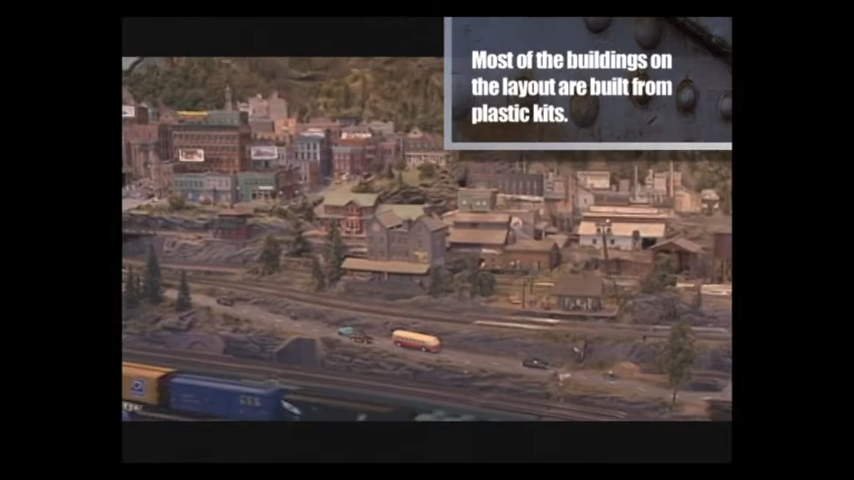 Most of the buildings on
the layout are built from
plastic kits.